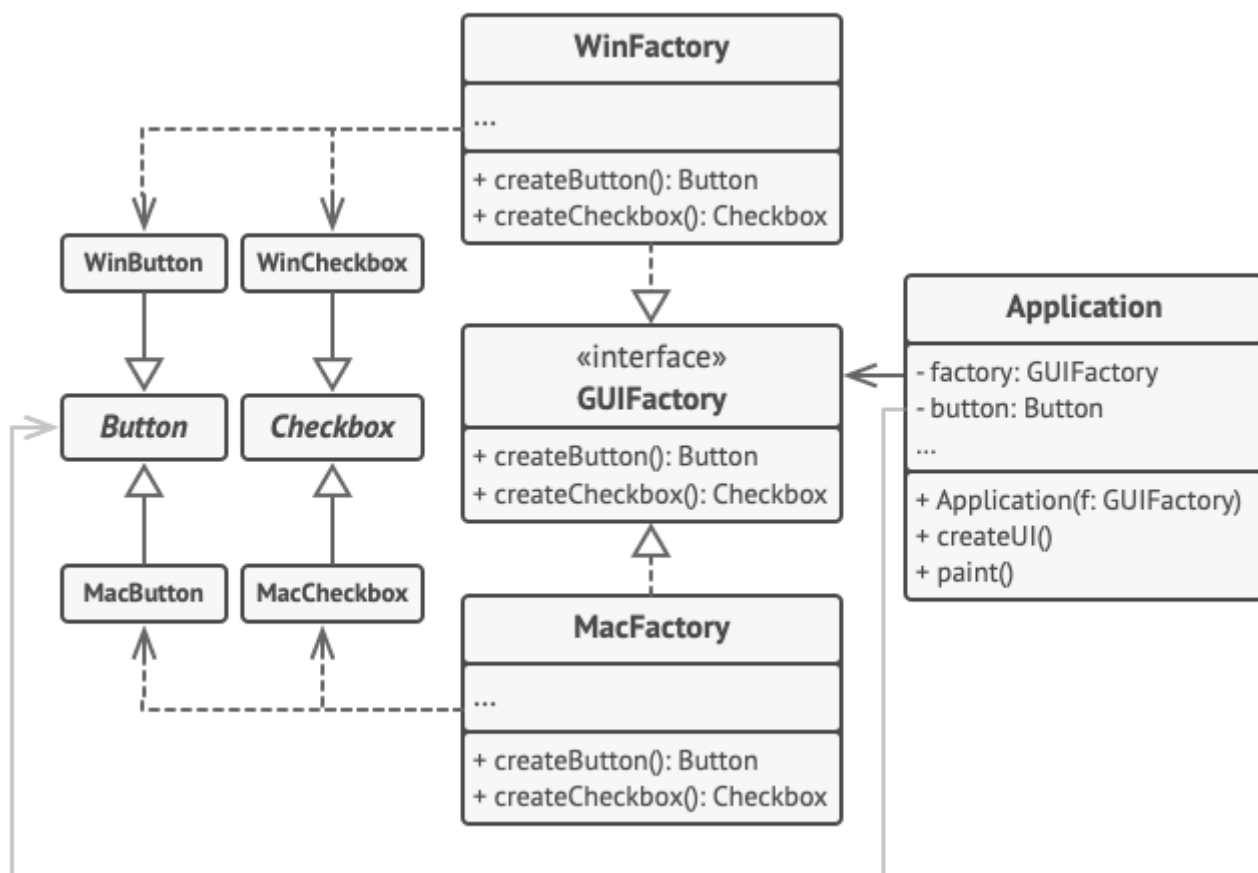 WinFactory
...
+ createButton(): Button
+ createCheckbox(): Checkbox
WinButton
WinCheckbox
Button
Checkbox
«interface»
GUIFactory
+ createButton(): Button
+ createCheckbox(): Checkbox
Application
- factory: GUIFactory
- button: Button
...
+ Application(f: GUIFactory)
+ createUI()
+ paint()
MacButton
MacCheckbox
MacFactory
...
+ createButton(): Button
+ createCheckbox(): Checkbox